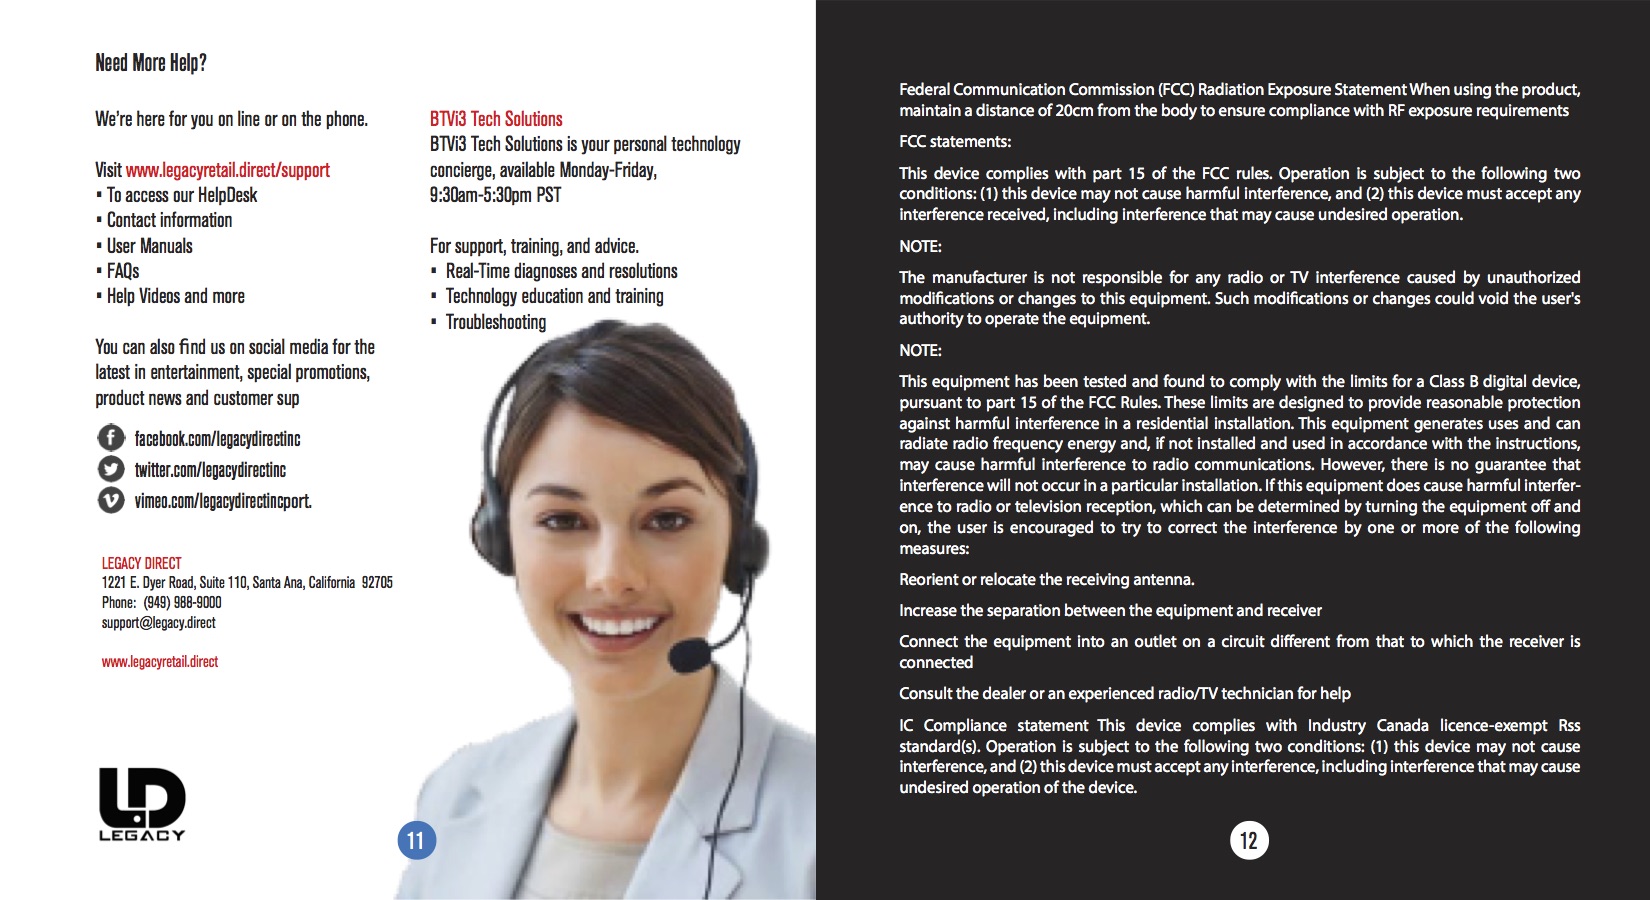 Need More Help?
We're here for you on line or on the phone.
Visit www.legacyretail.direct/support
• To access our HelpDesk
• Contact information
• User Manuals
• FAQs
• Help Videos and more
You can also find us on social media for the
latest in entertainment, special promotions,
product news and customer sup
facebook.com/legacydirectinc
twitter.com/legacydirectinc
vimeo.com/legacydirectincport.
LEGACY DIRECT
1221 E. Dyer Road, Suite 110, Santa Ana, California 92705
Phone: (949) 988-9000
support@legacy.direct
www.legacyretail.direct
LD
LEGACY
BTVi3 Tech Solutions
BTVi3 Tech Solutions is your personal technology
concierge, available Monday-Friday,
9:30am-5:30pm PST
For support, training, and advice.
▪ Real-Time diagnoses and resolutions
▪ Technology education and training
▪ Troubleshooting
11
Federal Communication Commission (FCC) Radiation Exposure Statement When using the product,
maintain a distance of 20cm from the body to ensure compliance with RF exposure requirements
FCC statements:
This device complies with part 15 of the FCC rules. Operation is subject to the following two
conditions: (1) this device may not cause harmful interference, and (2) this device must accept any
interference received, including interference that may cause undesired operation.
NOTE:
The manufacturer is not responsible for any radio or TV interference caused by unauthorized
modifications or changes to this equipment. Such modifications or changes could void the user's
authority to operate the equipment.
NOTE:
This equipment has been tested and found to comply with the limits for a Class B digital device,
pursuant to part 15 of the FCC Rules. These limits are designed to provide reasonable protection
against harmful interference in a residential installation. This equipment generates uses and can
radiate radio frequency energy and, if not installed and used in accordance with the instructions,
may cause harmful interference to radio communications. However, there is no guarantee that
interference will not occur in a particular installation. If this equipment does cause harmful interfer-
ence to radio or television reception, which can be determined by turning the equipment off and
on, the user is encouraged to try to correct the interference by one or more of the following
measures:
Reorient or relocate the receiving antenna.
Increase the separation between the equipment and receiver
Connect the equipment into an outlet on a circuit different from that to which the receiver is
connected
Consult the dealer or an experienced radio/TV technician for help
IC Compliance statement This device complies with Industry Canada licence-exempt Rss
standard(s). Operation is subject to the following two conditions: (1) this device may not cause
interference, and (2) this device must accept any interference, including interference that may cause
undesired operation of the device.
12